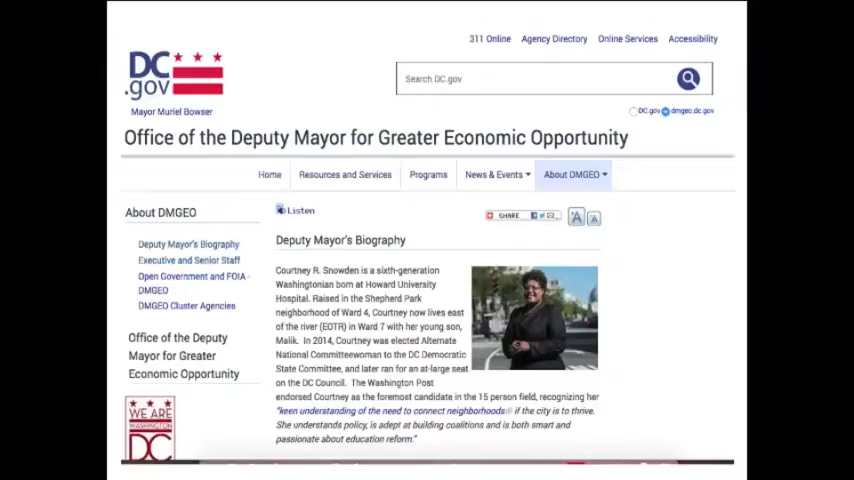 311 Online Agency Directory Online Services Accessibility
DC
.gov
Search DC.gov
Mayor Muriel Bowser
DC.gov dmgeo.dc.gov
Office of the Deputy Mayor for Greater Economic Opportunity
Home Resources and Services Programs News & Events About DMGEO
About DMGEO
Listen
SHARE
A A
Deputy Mayor's Biography
Deputy Mayor's Biography
Executive and Senior Staff
Open Government and FOIA -
DMGEO
DMGEO Cluster Agencies
Office of the Deputy
Mayor for Greater
Economic Opportunity
WE ARE
WASHINGTON
DC
Courtney R. Snowden is a sixth-generation
Washingtonian born at Howard University
Hospital. Raised in the Shepherd Park
neighborhood of Ward 4, Courtney now lives east
of the river (EOTR) in Ward 7 with her young son,
Malik. In 2014, Courtney was elected Alternate
National Committeewoman to the DC Democratic
State Committee, and later ran for an at-large seat
on the DC Council. The Washington Post
endorsed Courtney as the foremost candidate in the 15 person field, recognizing her
"keen understanding of the need to connect neighborhoods if the city is to thrive.
She understands policy, is adept at building coalitions and is both smart and
passionate about education reform."